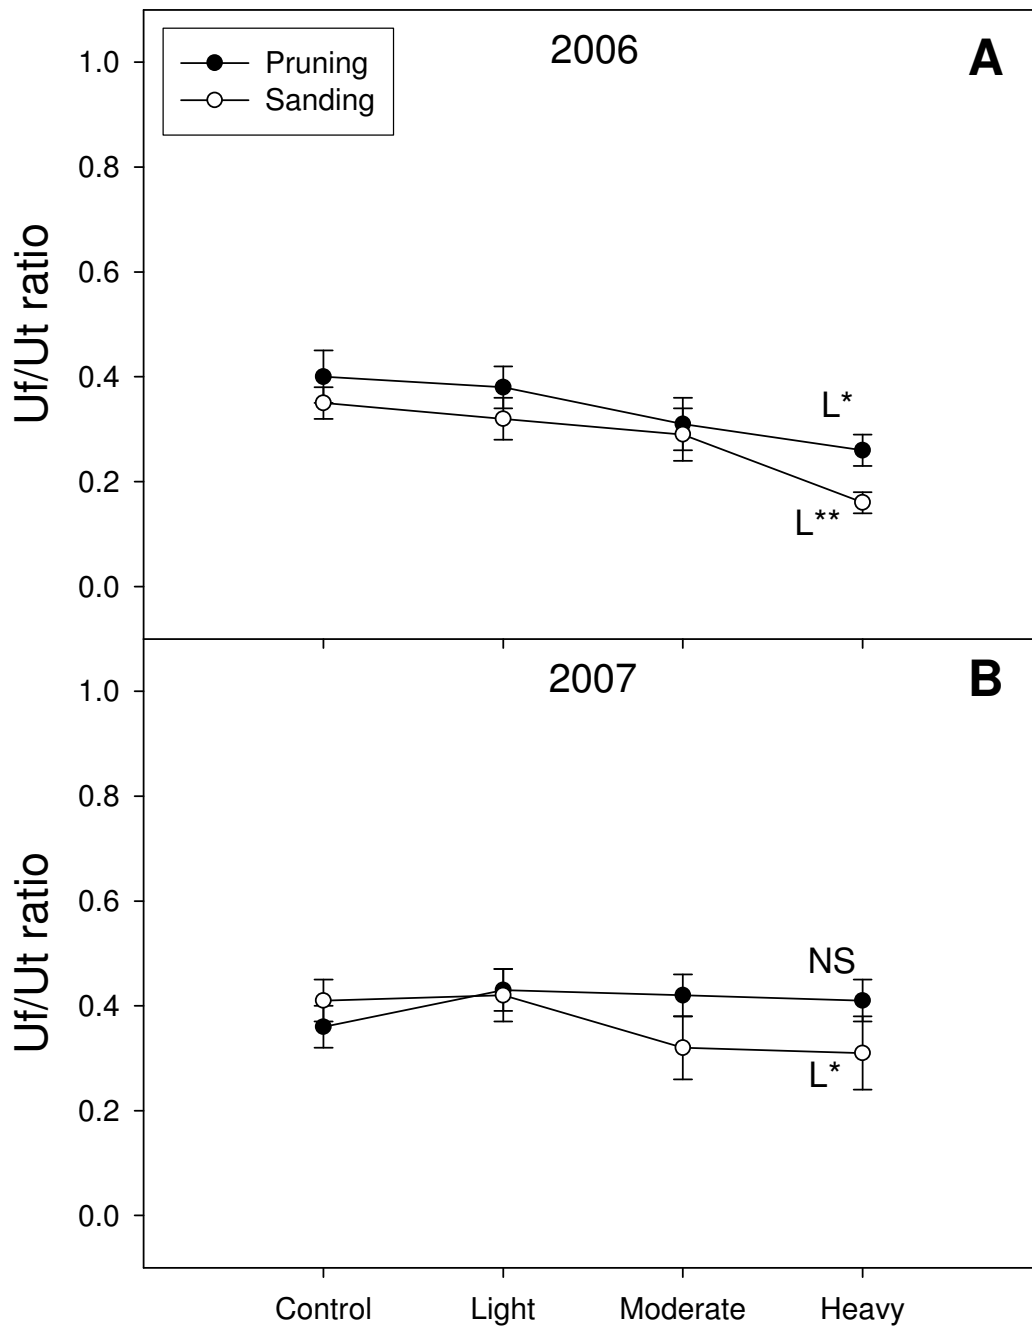 2006
A
Pruning
Sanding
1.0
0.8
0.6
0.4
0.2
0.0
Uf/Ut ratio
L*
L**
2007
B
1.0
0.8
0.6
0.4
0.2
0.0
Uf/Ut ratio
NS
L*
Control Light Moderate Heavy